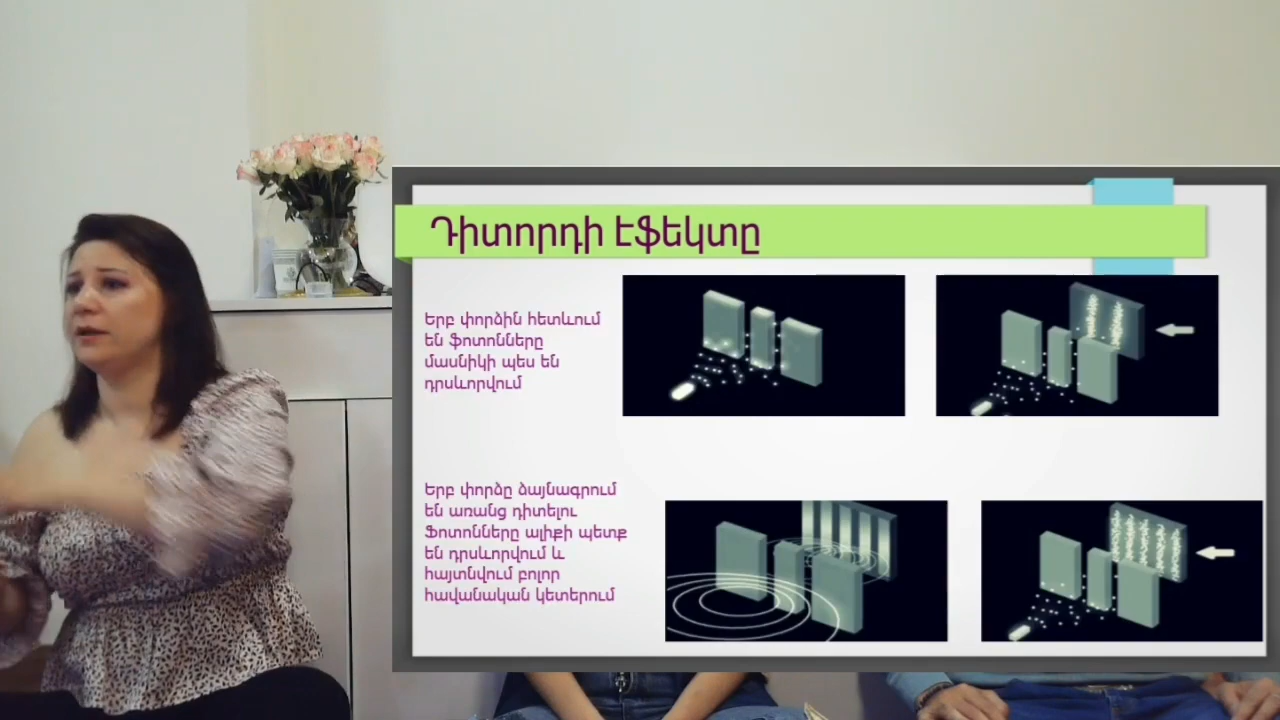 Դիտորդի էֆեկտը
Երբ փորձին հետևում
են ֆոտոնները
մասնիկի պես են
դրսևորվում
Երբ փորձը ձայնագրում
են առանց դիտելու
Ֆոտոնները ալիքի պետք
են դրսևորվում և
հայտնվում բոլոր
հավանական կետերում